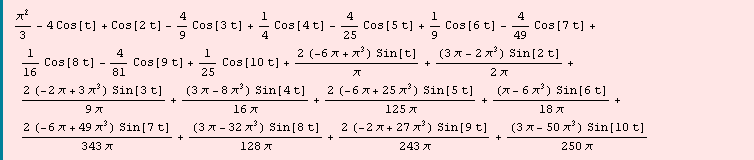 π²/3 - 4 Cos[t] + Cos[2 t] - 4/9 Cos[3 t] + 1/4 Cos[4 t] - 4/25 Cos[5 t] + 1/9 Cos[6 t] - 4/49 Cos[7 t] +
1/16 Cos[8 t] - 4/81 Cos[9 t] + 1/25 Cos[10 t] + 2 (-6 π + π³) Sin[t]/π + (3 π - 2 π³) Sin[2 t]/2 π +
2 (-2 π + 3 π³) Sin[3 t]/9 π + (3 π - 8 π³) Sin[4 t]/16 π + 2 (-6 π + 25 π³) Sin[5 t]/125 π + (π - 6 π³) Sin[6 t]/18 π +
2 (-6 π + 49 π³) Sin[7 t]/343 π + (3 π - 32 π³) Sin[8 t]/128 π + 2 (-2 π + 27 π³) Sin[9 t]/243 π + (3 π - 50 π³) Sin[10 t]/250 π